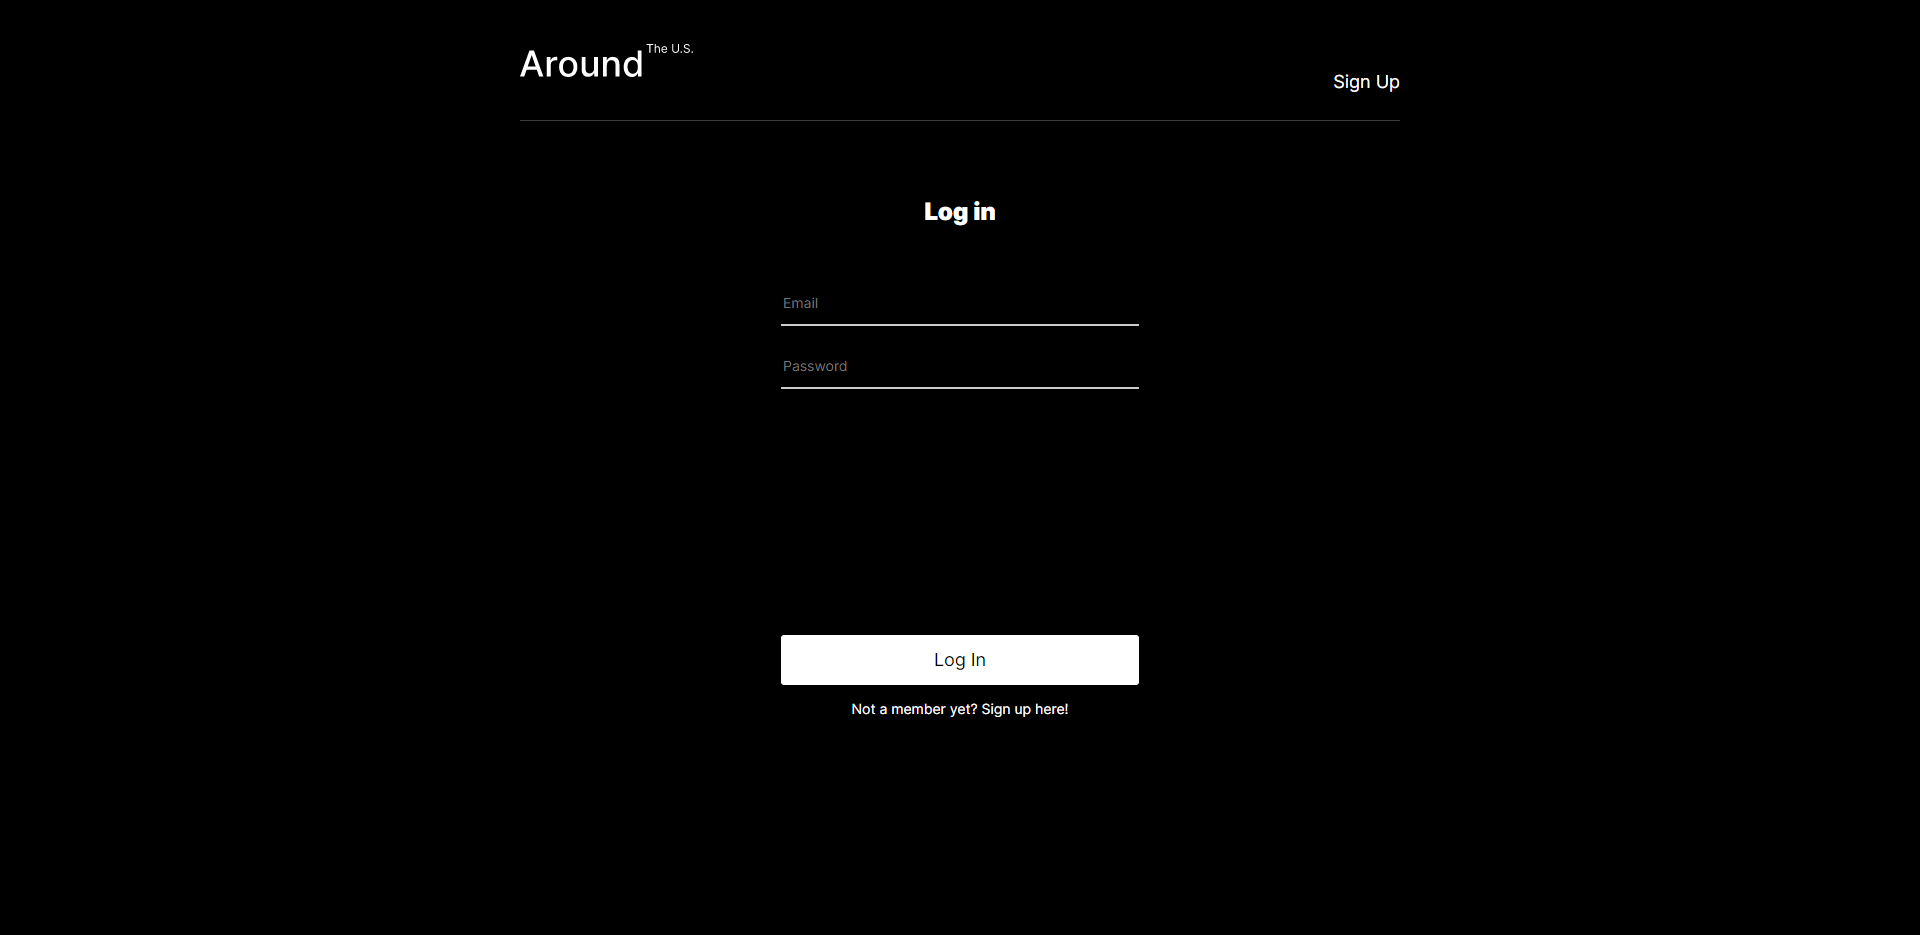 Around The U.S.
Sign Up
Log in
Email
Password
Log In
Not a member yet? Sign up here!